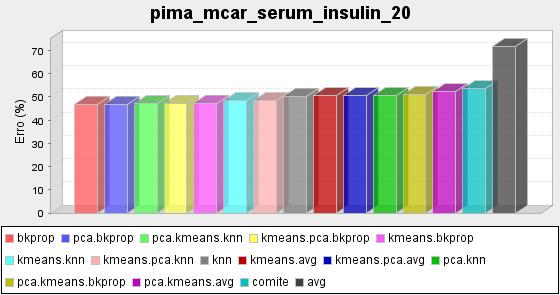 pima_mcar_serum_insulin_20
Erro (%)
70
60
50
40
30
20
10
0
bkprop pca.bkprop pca.kmeans.knn kmeans.pca.bkprop kmeans.bkprop
kmeans.knn kmeans.pca.knn knn kmeans.avg kmeans.pca.avg pca.knn
pca.kmeans.bkprop pca.kmeans.avg comite avg